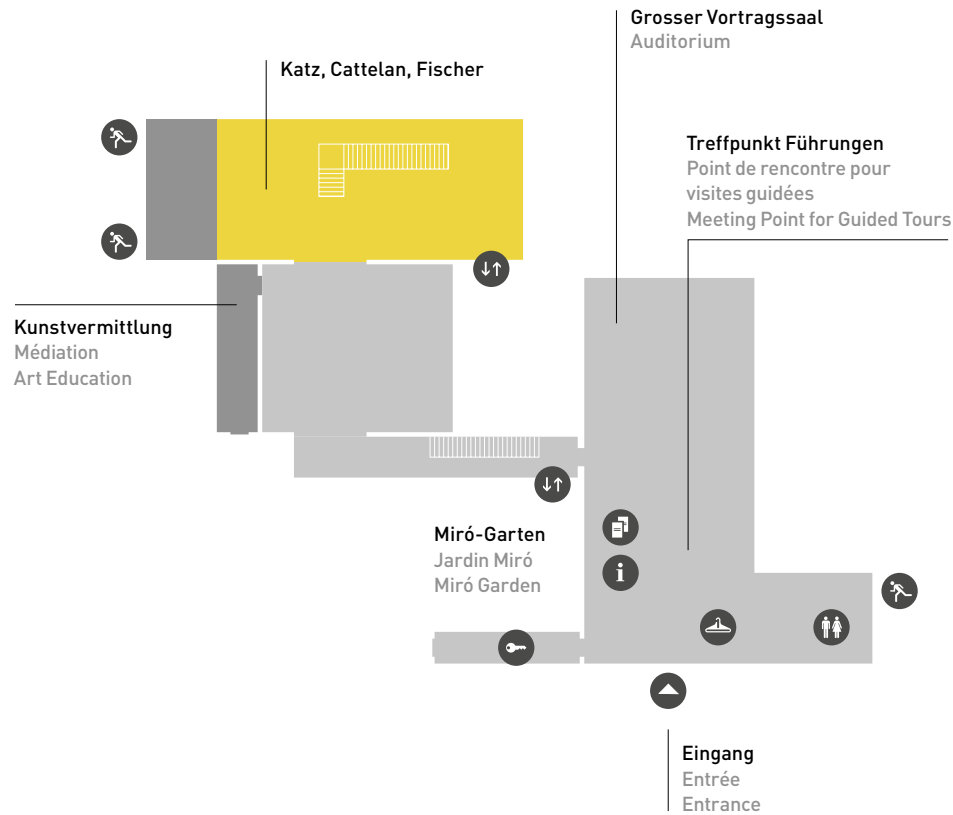 Grosser Vortragssaal
Auditorium
Katz, Cattelan, Fischer
Treffpunkt Führungen
Point de rencontre pour
visites guidées
Meeting Point for Guided Tours
Kunstvermittlung
Médiation
Art Education
Miró-Garten
Jardin Miró
Miró Garden
i
Eingang
Entrée
Entrance